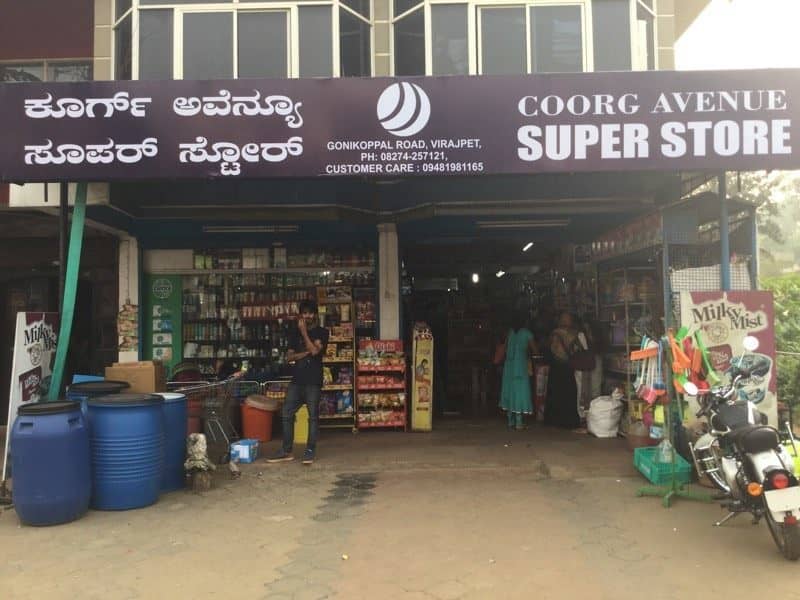 ಕೂರ್ಗ್ ಅವೆನ್ಯೂ
ಸೂಪರ್ ಸ್ಟೋರ್
GONIKOPPAL ROAD, VIRAJPET,
PH: 08274-257121,
CUSTOMER CARE : 09481981165
COORG AVENUE
SUPER STORE
Milky Mist
Milky Mist